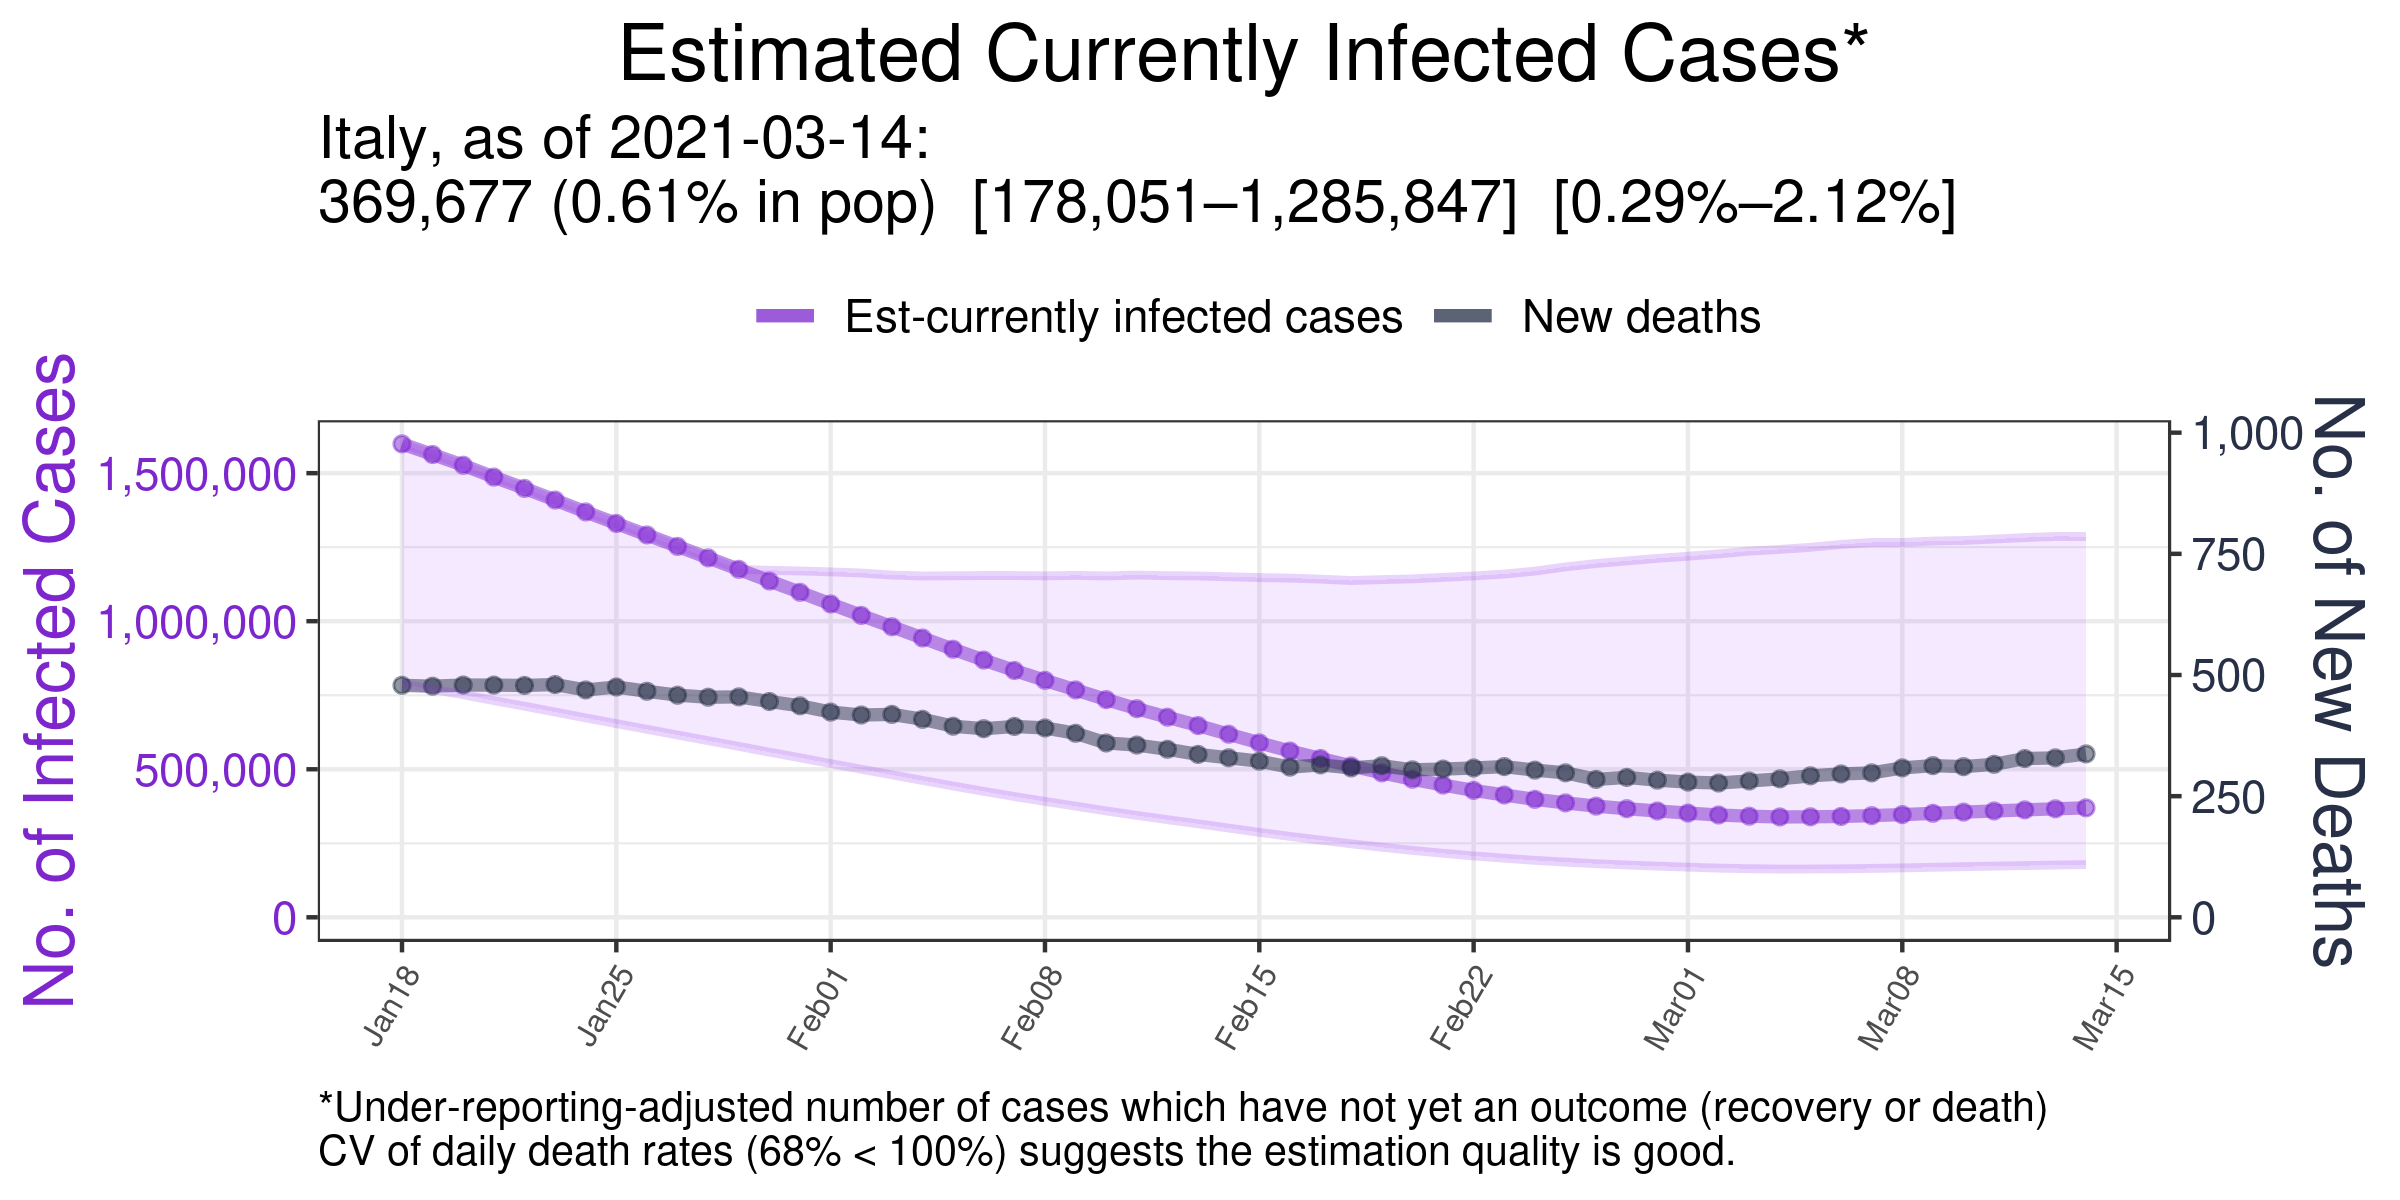 Estimated Currently Infected Cases*
Italy, as of 2021-03-14:
369,677 (0.61% in pop)  [178,051–1,285,847]  [0.29%–2.12%]
Est-currently infected cases
New deaths
No. of Infected Cases
1,500,000
1,000,000
500,000
0
No. of New Deaths
1,000
750
500
250
0
Jan18
Jan25
Feb01
Feb08
Feb15
Feb22
Mar01
Mar08
Mar15
*Under-reporting-adjusted number of cases which have not yet an outcome (recovery or death)
CV of daily death rates (68% < 100%) suggests the estimation quality is good.